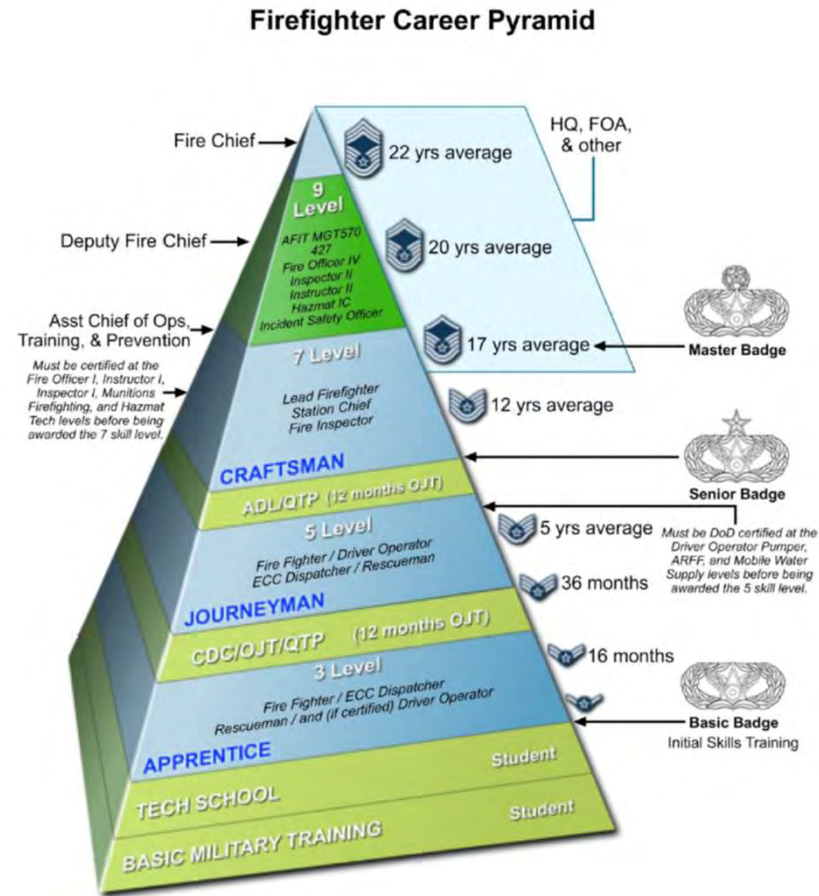 Firefighter Career Pyramid
HQ, FOA,
& other
Fire Chief
22 yrs average
9
Level
AFIT MGT570
427
Fire Officer IV
Inspector II
Instructor II
Hazmat IC
Incident Safety Officer
Deputy Fire Chief
20 yrs average
Asst Chief of Ops,
Training, & Prevention
Must be certified at the
Fire Officer I, Instructor I,
Inspector I, Munitions
Firefighting, and Hazmat
Tech levels before being
awarded the 7 skill level.
17 yrs average
Master Badge
7 Level
Lead Firefighter
Station Chief
Fire Inspector
12 yrs average
CRAFTSMAN
Senior Badge
ADL/QTP (12 months OJT)
5 Level
Fire Fighter / Driver Operator
ECC Dispatcher / Rescueman
5 yrs average
Must be DoD certified at the
Driver Operator Pumper,
ARFF, and Mobile Water
Supply levels before being
awarded the 5 skill level.
36 months
JOURNEYMAN
CDC/OJT/QTP (12 months OJT)
3 Level
Fire Fighter / ECC Dispatcher
Rescueman / and (if certified) Driver Operator
16 months
Basic Badge
Initial Skills Training
APPRENTICE
TECH SCHOOL Student
BASIC MILITARY TRAINING Student